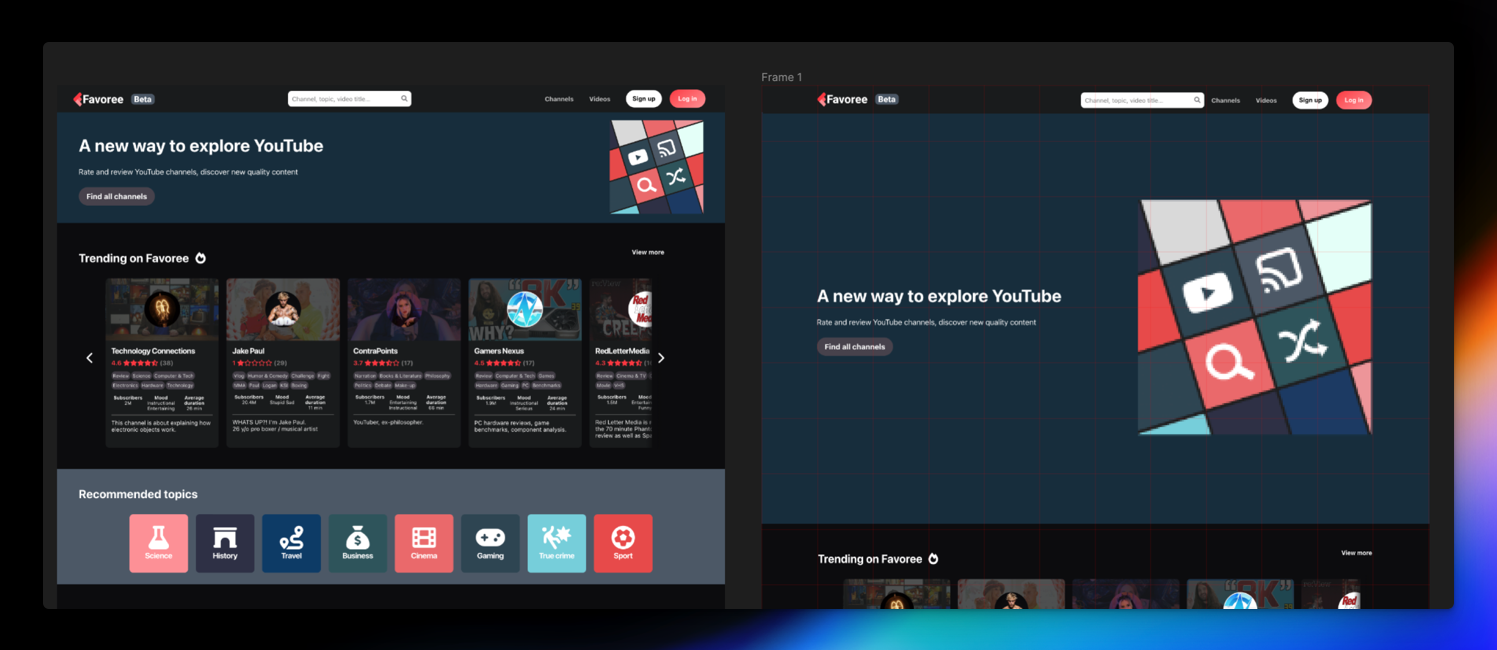 Favoree Beta
Channel, topic, video title...
Channels
Videos
Sign up
Log In
A new way to explore YouTube
Rate and review YouTube channels, discover new quality content
Find all channels
Trending on Favoree
View more
Technology Connections
4.6 (38)
Review Science Computer & Tech
Electronics Hardware Technology
Subscribers Mood Average duration
2M Instructional Entertaining 26 min
This channel is about explaining how
electronic objects work.
Jake Paul
1 (29)
Vlog Humor & Comedy Challenge Fight
MMA Paul Logan KSI Boxing
Subscribers Mood Average duration
20.4M Stupid Sad 11 min
WHATS UP?! I'm Jake Paul.
26 y/o pro boxer / musical artist
ContraPoints
3.7 (17)
Narration Books & Literature Philosophy
Politics Debate Make-up
Subscribers Mood Average duration
1.7M Entertaining Instructional 66 min
YouTuber, ex-philosopher.
WHY?
OK"
Gamers Nexus
4.5 (17)
Review Computer & Tech Games
Hardware Gaming PC Benchmarks
Subscribers Mood Average duration
1.9M Instructional Serious 24 min
PC hardware reviews, game
benchmarks, component analysis.
Red
CREEP
RedLetterMedia
4.3
Review Cinema & TV
Movie VHS
Subscribers Mood
Red Letter Media is
the 70 minute Phant
review as well as Sp
Recommended topics
Science
History
Travel
Business
Cinema
Gaming
True crime
Sport
Frame 1
Favoree Beta
Channel, topic, video title...
Channels
Videos
Sign up
Log In
A new way to explore YouTube
Rate and review YouTube channels, discover new quality content
Find all channels
Trending on Favoree
View more
Red